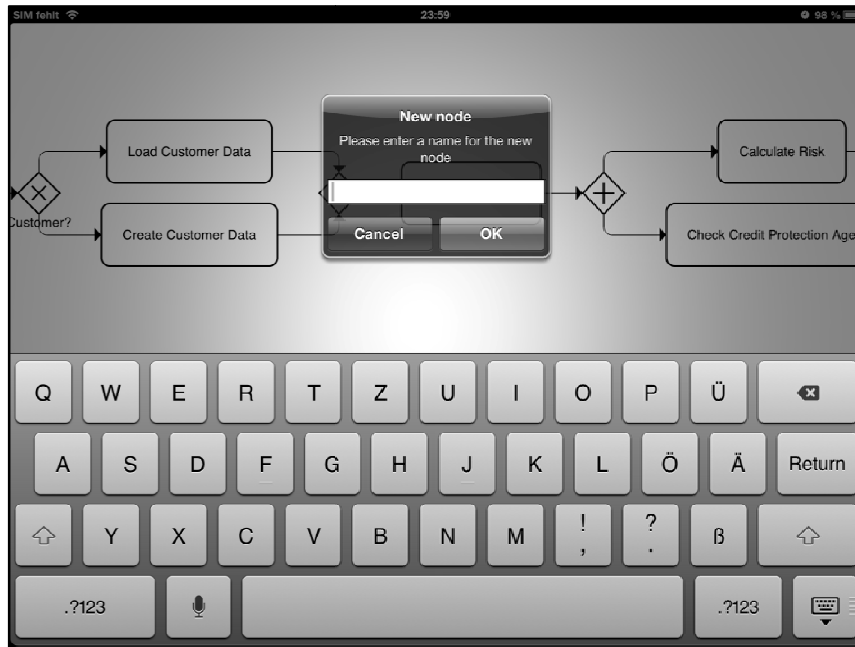 SIM fehlt 23:59 98 %
New node
Please enter a name for the new
node
Load Customer Data
Calculate Risk
Customer?
Create Customer Data
Cancel OK
Check Credit Protection Age
Q W E R T Z U I O P Ü
A S D F G H J K L Ö Ä Return
Y X C V B N M ! , ? . ß
.?123 .?123